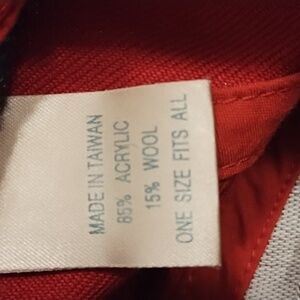 MADE IN TAIWAN
85% ACRYLIC
15% WOOL
ONE SIZE FITS ALL